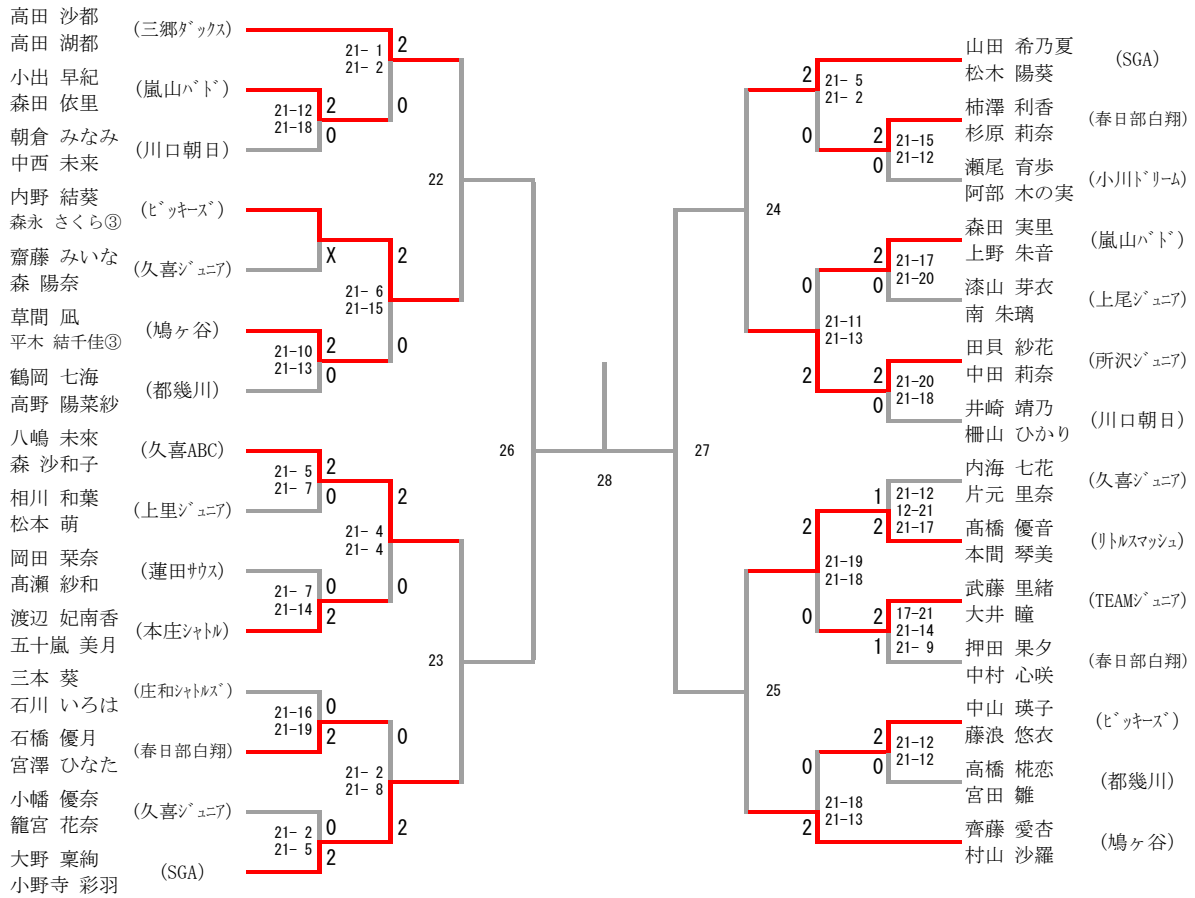 高田 沙都
高田 湖都
(三郷ﾀﾞｯｸｽ)
2
21- 1
21- 2
小出 早紀
森田 依里
(嵐山ﾊﾞﾄﾞ)
21-12
21-18
2
0
0
朝倉 みなみ
中西 未来
(川口朝日)
22
内野 結葵
森永 さくら③
(ﾋﾞｯｷｰｽﾞ)
X
2
齋藤 みいな
森 陽奈
(久喜ｼﾞｭﾆｱ)
21- 6
21-15
草間 凪
平木 結千佳③
(鳩ヶ谷)
21-10
21-13
2
0
0
鶴岡 七海
高野 陽菜紗
(都幾川)
八嶋 未來
森 沙和子
(久喜ABC)
26
21- 5
21- 7
2
0
2
相川 和葉
松本 萌
(上里ｼﾞｭﾆｱ)
21- 4
21- 4
岡田 栞奈
髙瀬 紗和
(蓮田ｻｳｽ)
21- 7
21-14
0
2
0
渡辺 妃南香
五十嵐 美月
(本庄ｼｬﾄﾙ)
23
三本 葵
石川 いろは
(庄和ｼｬﾄﾙｽﾞ)
21-16
21-19
0
2
0
石橋 優月
宮澤 ひなた
(春日部白翔)
21- 2
21- 8
小幡 優奈
籠宮 花奈
(久喜ｼﾞｭﾆｱ)
21- 2
21- 5
0
2
2
大野 稟絢
小野寺 彩羽
(SGA)
28
山田 希乃夏
松木 陽葵
(SGA)
2
21- 5
21- 2
柿澤 利香
杉原 莉奈
(春日部白翔)
0
2
0
21-15
21-12
瀬尾 育歩
阿部 木の実
(小川ﾄﾞﾘｰﾑ)
24
森田 実里
上野 朱音
(嵐山ﾊﾞﾄﾞ)
0
2
0
21-17
21-20
漆山 芽衣
南 朱璃
(上尾ｼﾞｭﾆｱ)
21-11
21-13
田貝 紗花
中田 莉奈
(所沢ｼﾞｭﾆｱ)
2
2
0
21-20
21-18
井崎 靖乃
柵山 ひかり
(川口朝日)
27
内海 七花
片元 里奈
(久喜ｼﾞｭﾆｱ)
2
1
2
21-12
12-21
21-17
髙橋 優音
本間 琴美
(ﾘﾄﾙｽﾏｯｼｭ)
21-19
21-18
武藤 里緒
大井 瞳
(TEAMｼﾞｭﾆｱ)
0
2
1
17-21
21-14
21- 9
押田 果夕
中村 心咲
(春日部白翔)
25
中山 瑛子
藤浪 悠衣
(ﾋﾞｯｷｰｽﾞ)
0
2
0
21-12
21-12
高橋 椛恋
宮田 雛
(都幾川)
21-18
21-13
2
齊藤 愛杏
村山 沙羅
(鳩ヶ谷)